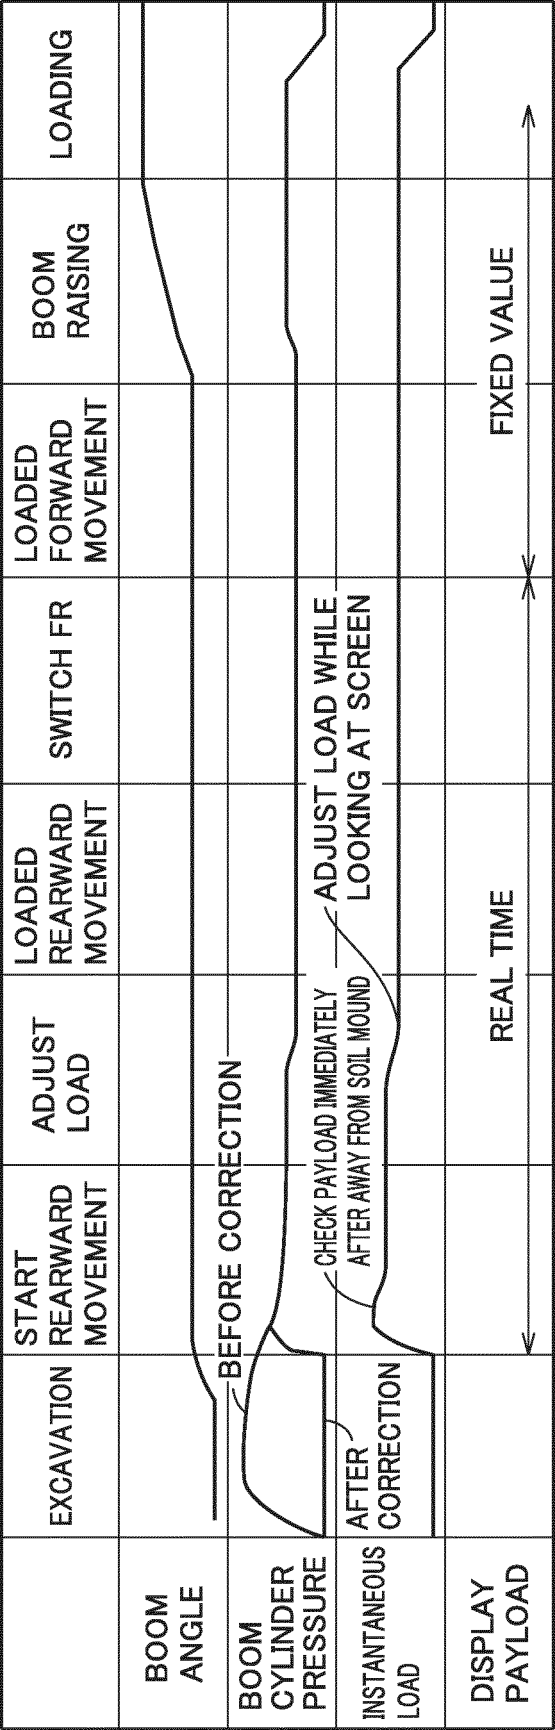 EXCAVATION
START
REARWARD
MOVEMENT
ADJUST
LOAD
LOADED
REARWARD
MOVEMENT
SWITCH FR
LOADED
FORWARD
MOVEMENT
BOOM
RAISING
LOADING
BOOM
ANGLE
BOOM
CYLINDER
PRESSURE
BEFORE CORRECTION
AFTER
CORRECTION
INSTANTANEOUS
LOAD
CHECK PAYLOAD IMMEDIATELY
AFTER AWAY FROM SOIL MOUND
ADJUST LOAD WHILE
LOOKING AT SCREEN
DISPLAY
PAYLOAD
REAL TIME
FIXED VALUE